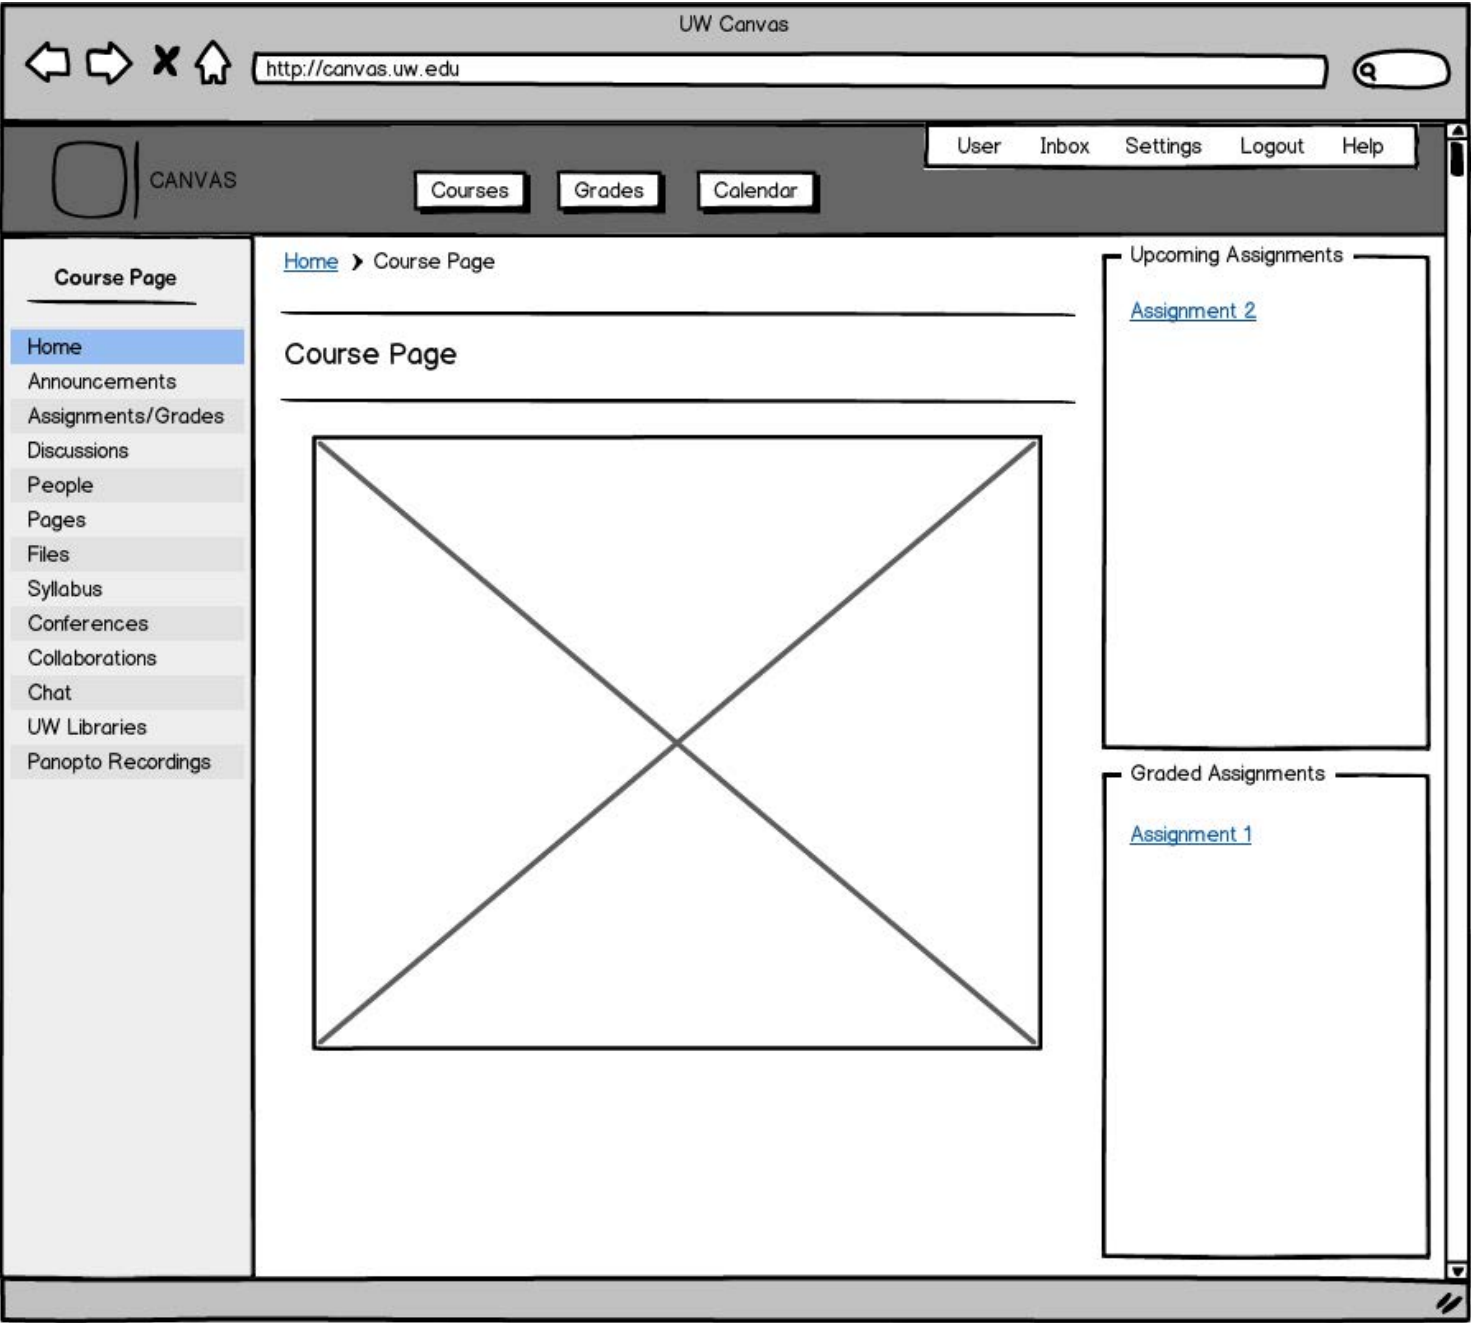 UW Canvas
http://canvas.uw.edu
User Inbox Settings Logout Help
CANVAS
Courses Grades Calendar
Course Page
Home
Announcements
Assignments/Grades
Discussions
People
Pages
Files
Syllabus
Conferences
Collaborations
Chat
UW Libraries
Panopto Recordings
Home > Course Page
Course Page
Upcoming Assignments
Assignment 2
Graded Assignments
Assignment 1